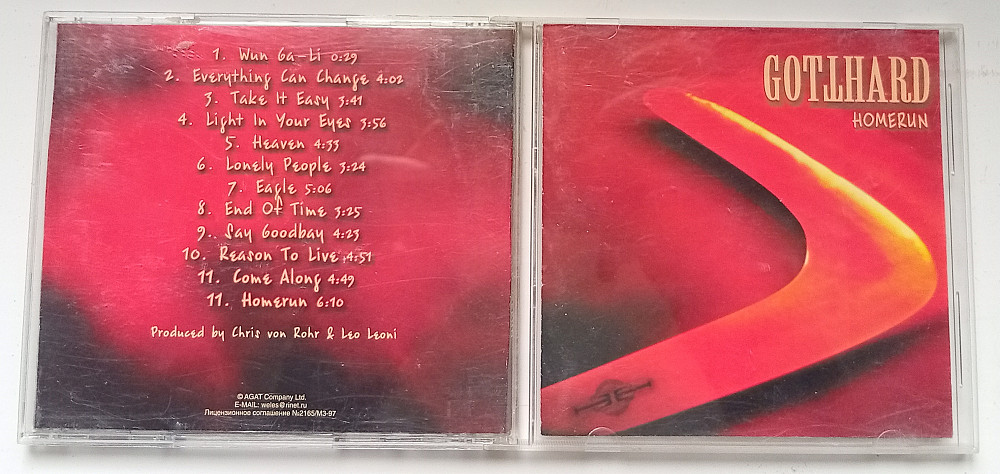 1. Wun Ga-Li 0:29
2. Everything Can Change 4:02
3. Take It Easy 3:41
4. Light In Your Eyes 3:56
5. Heaven 4:33
6. Lonely People 3:24
7. Eagle 5:06
8. End Of Time 3:25
9. Say Goodbay 4:23
10. Reason To Live 4:51
11. Come Along 4:49
11. Homerun 6:10
Produced by Chris von Rohr & Leo Leoni
© AGAT Company Ltd.
E-MAIL: weles@rinet.ru
Лицензионное соглашение №2165/МЗ-97
GOTTHARD
HOMERUN